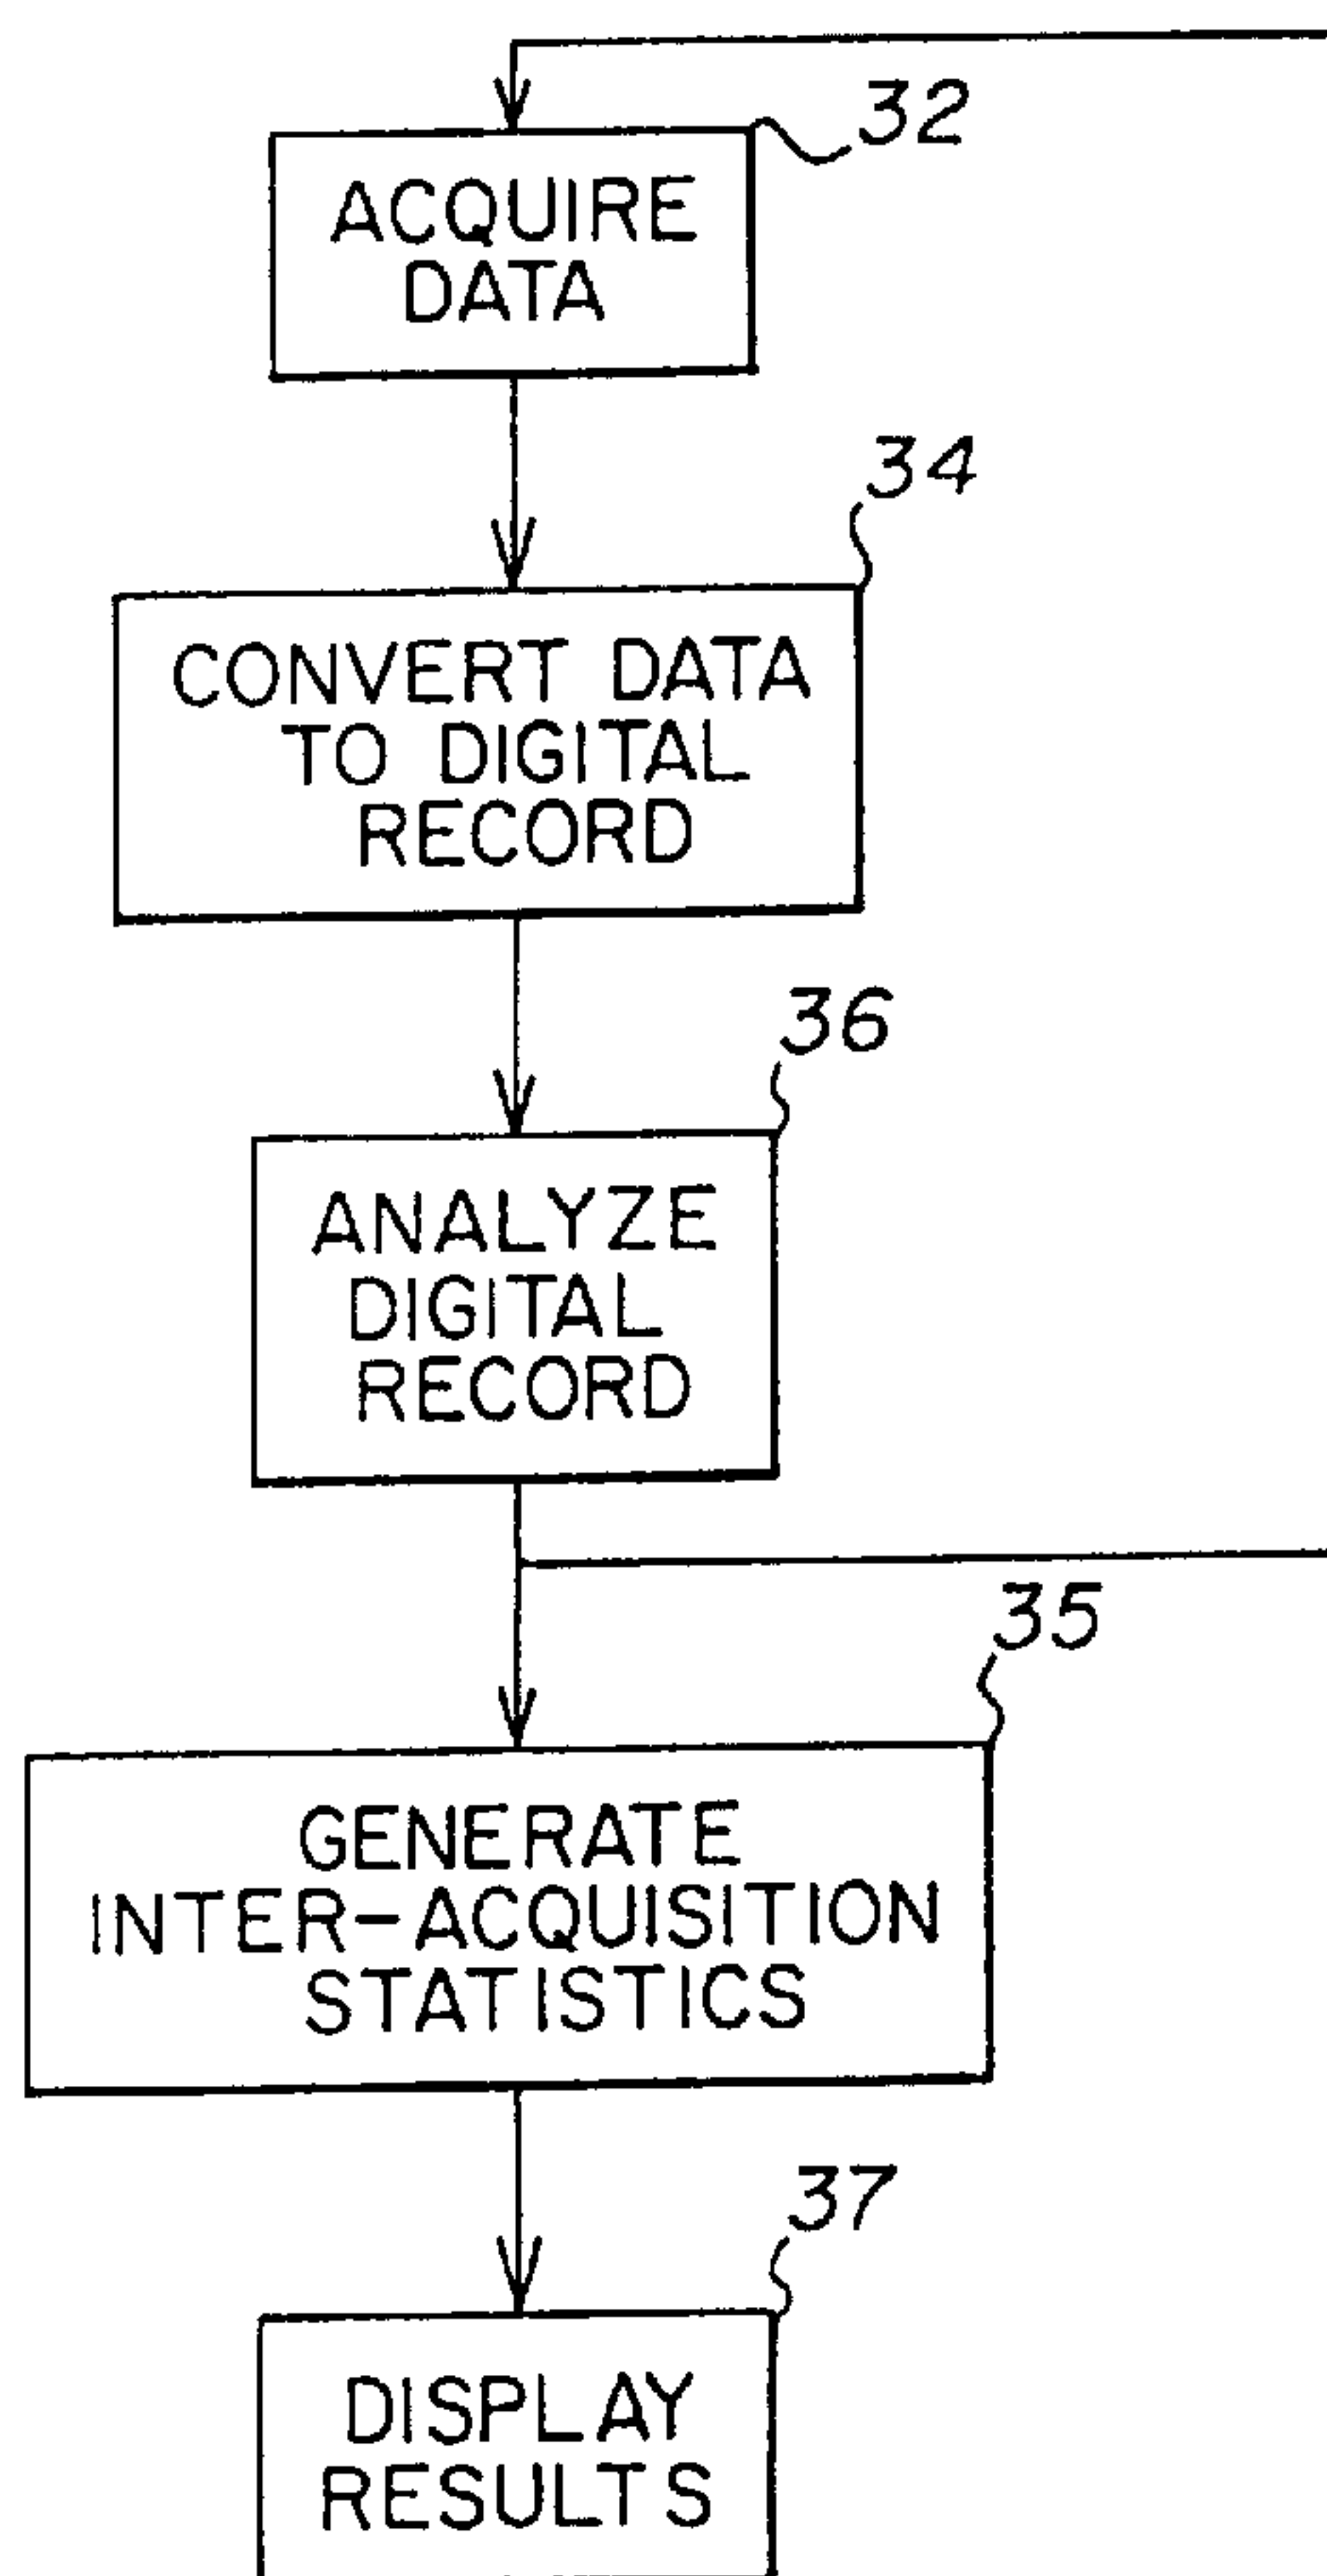 32
ACQUIRE
DATA
34
CONVERT DATA
TO DIGITAL
RECORD
36
ANALYZE
DIGITAL
RECORD
35
GENERATE
INTER-ACQUISITION
STATISTICS
37
DISPLAY
RESULTS